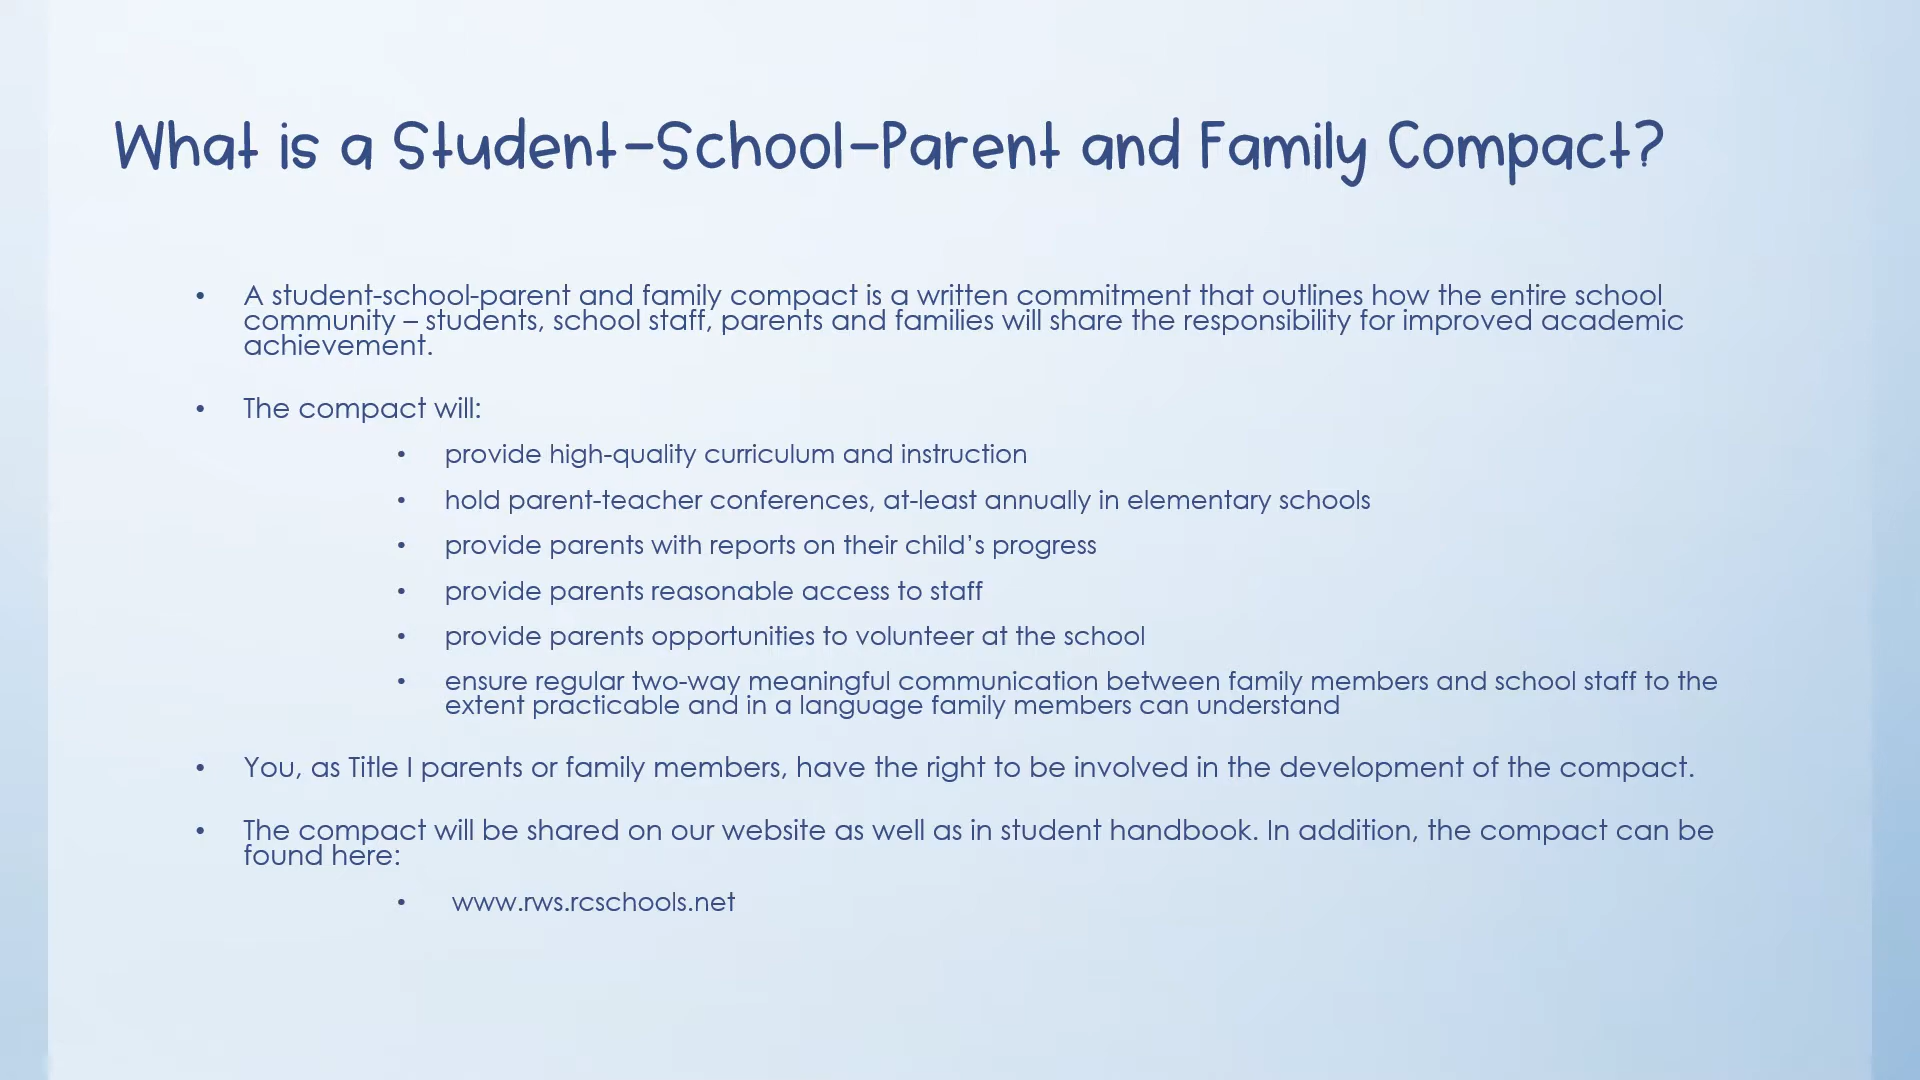 What is a Student-School-Parent and Family Compact?
• A student-school-parent and family compact is a written commitment that outlines how the entire school
community – students, school staff, parents and families will share the responsibility for improved academic
achievement.
• The compact will:
• provide high-quality curriculum and instruction
• hold parent-teacher conferences, at-least annually in elementary schools
• provide parents with reports on their child’s progress
• provide parents reasonable access to staff
• provide parents opportunities to volunteer at the school
• ensure regular two-way meaningful communication between family members and school staff to the
extent practicable and in a language family members can understand
• You, as Title I parents or family members, have the right to be involved in the development of the compact.
• The compact will be shared on our website as well as in student handbook. In addition, the compact can be
found here:
• www.rws.rcschools.net